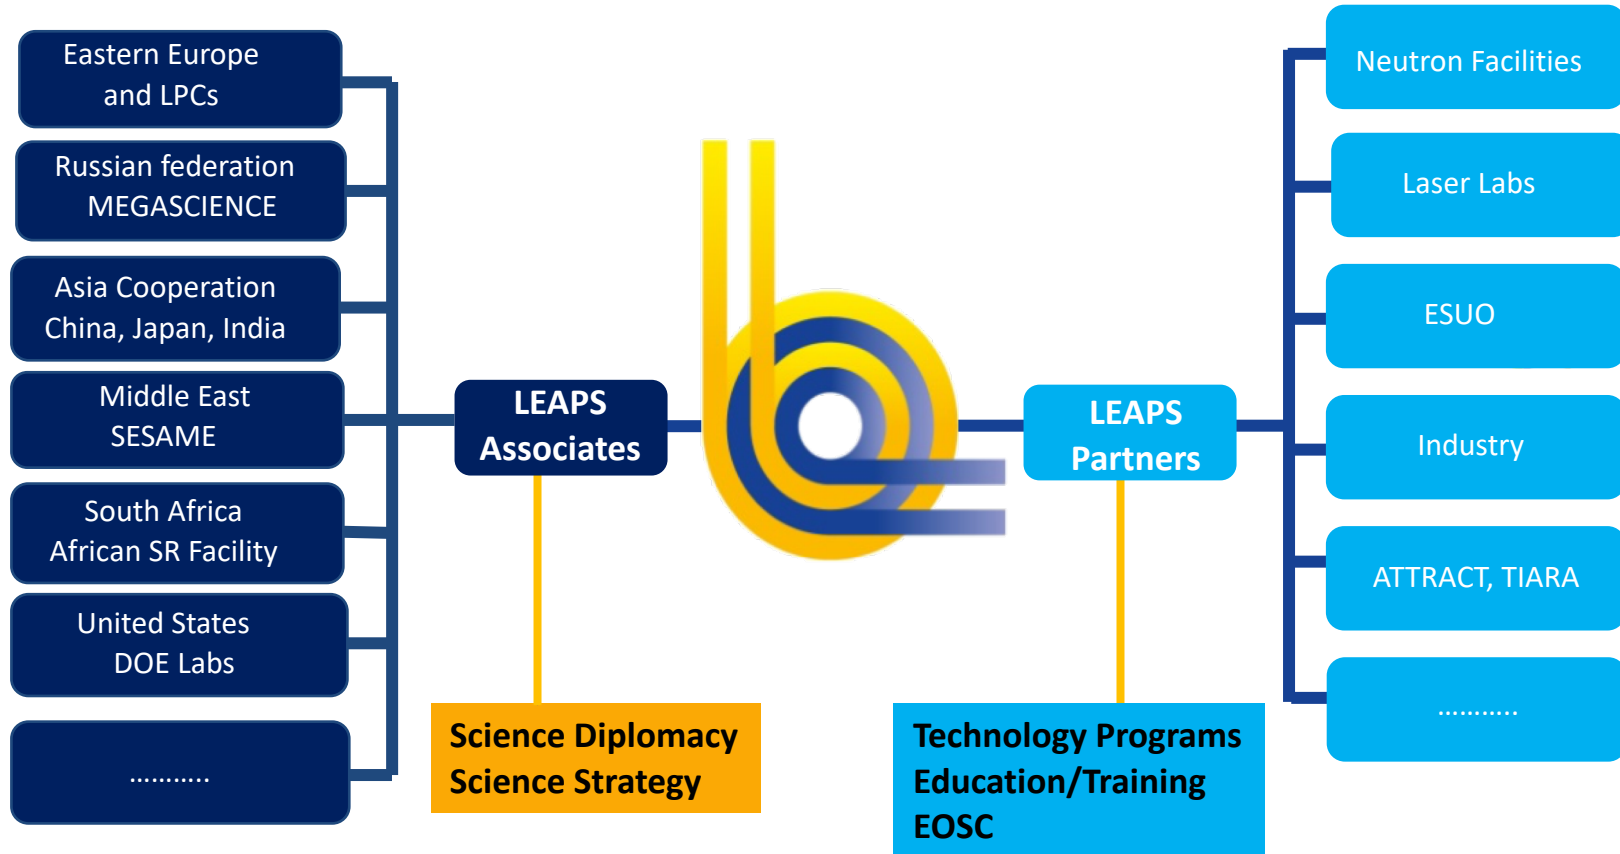 Eastern Europe
and LPCs
Russian federation
MEGASCIENCE
Asia Cooperation
China, Japan, India
Middle East
SESAME
South Africa
African SR Facility
United States
DOE Labs
...........
LEAPS
Associates
Science Diplomacy
Science Strategy
LEAPS
Partners
Technology Programs
Education/Training
EOSC
Neutron Facilities
Laser Labs
ESUO
Industry
ATTRACT, TIARA
...........